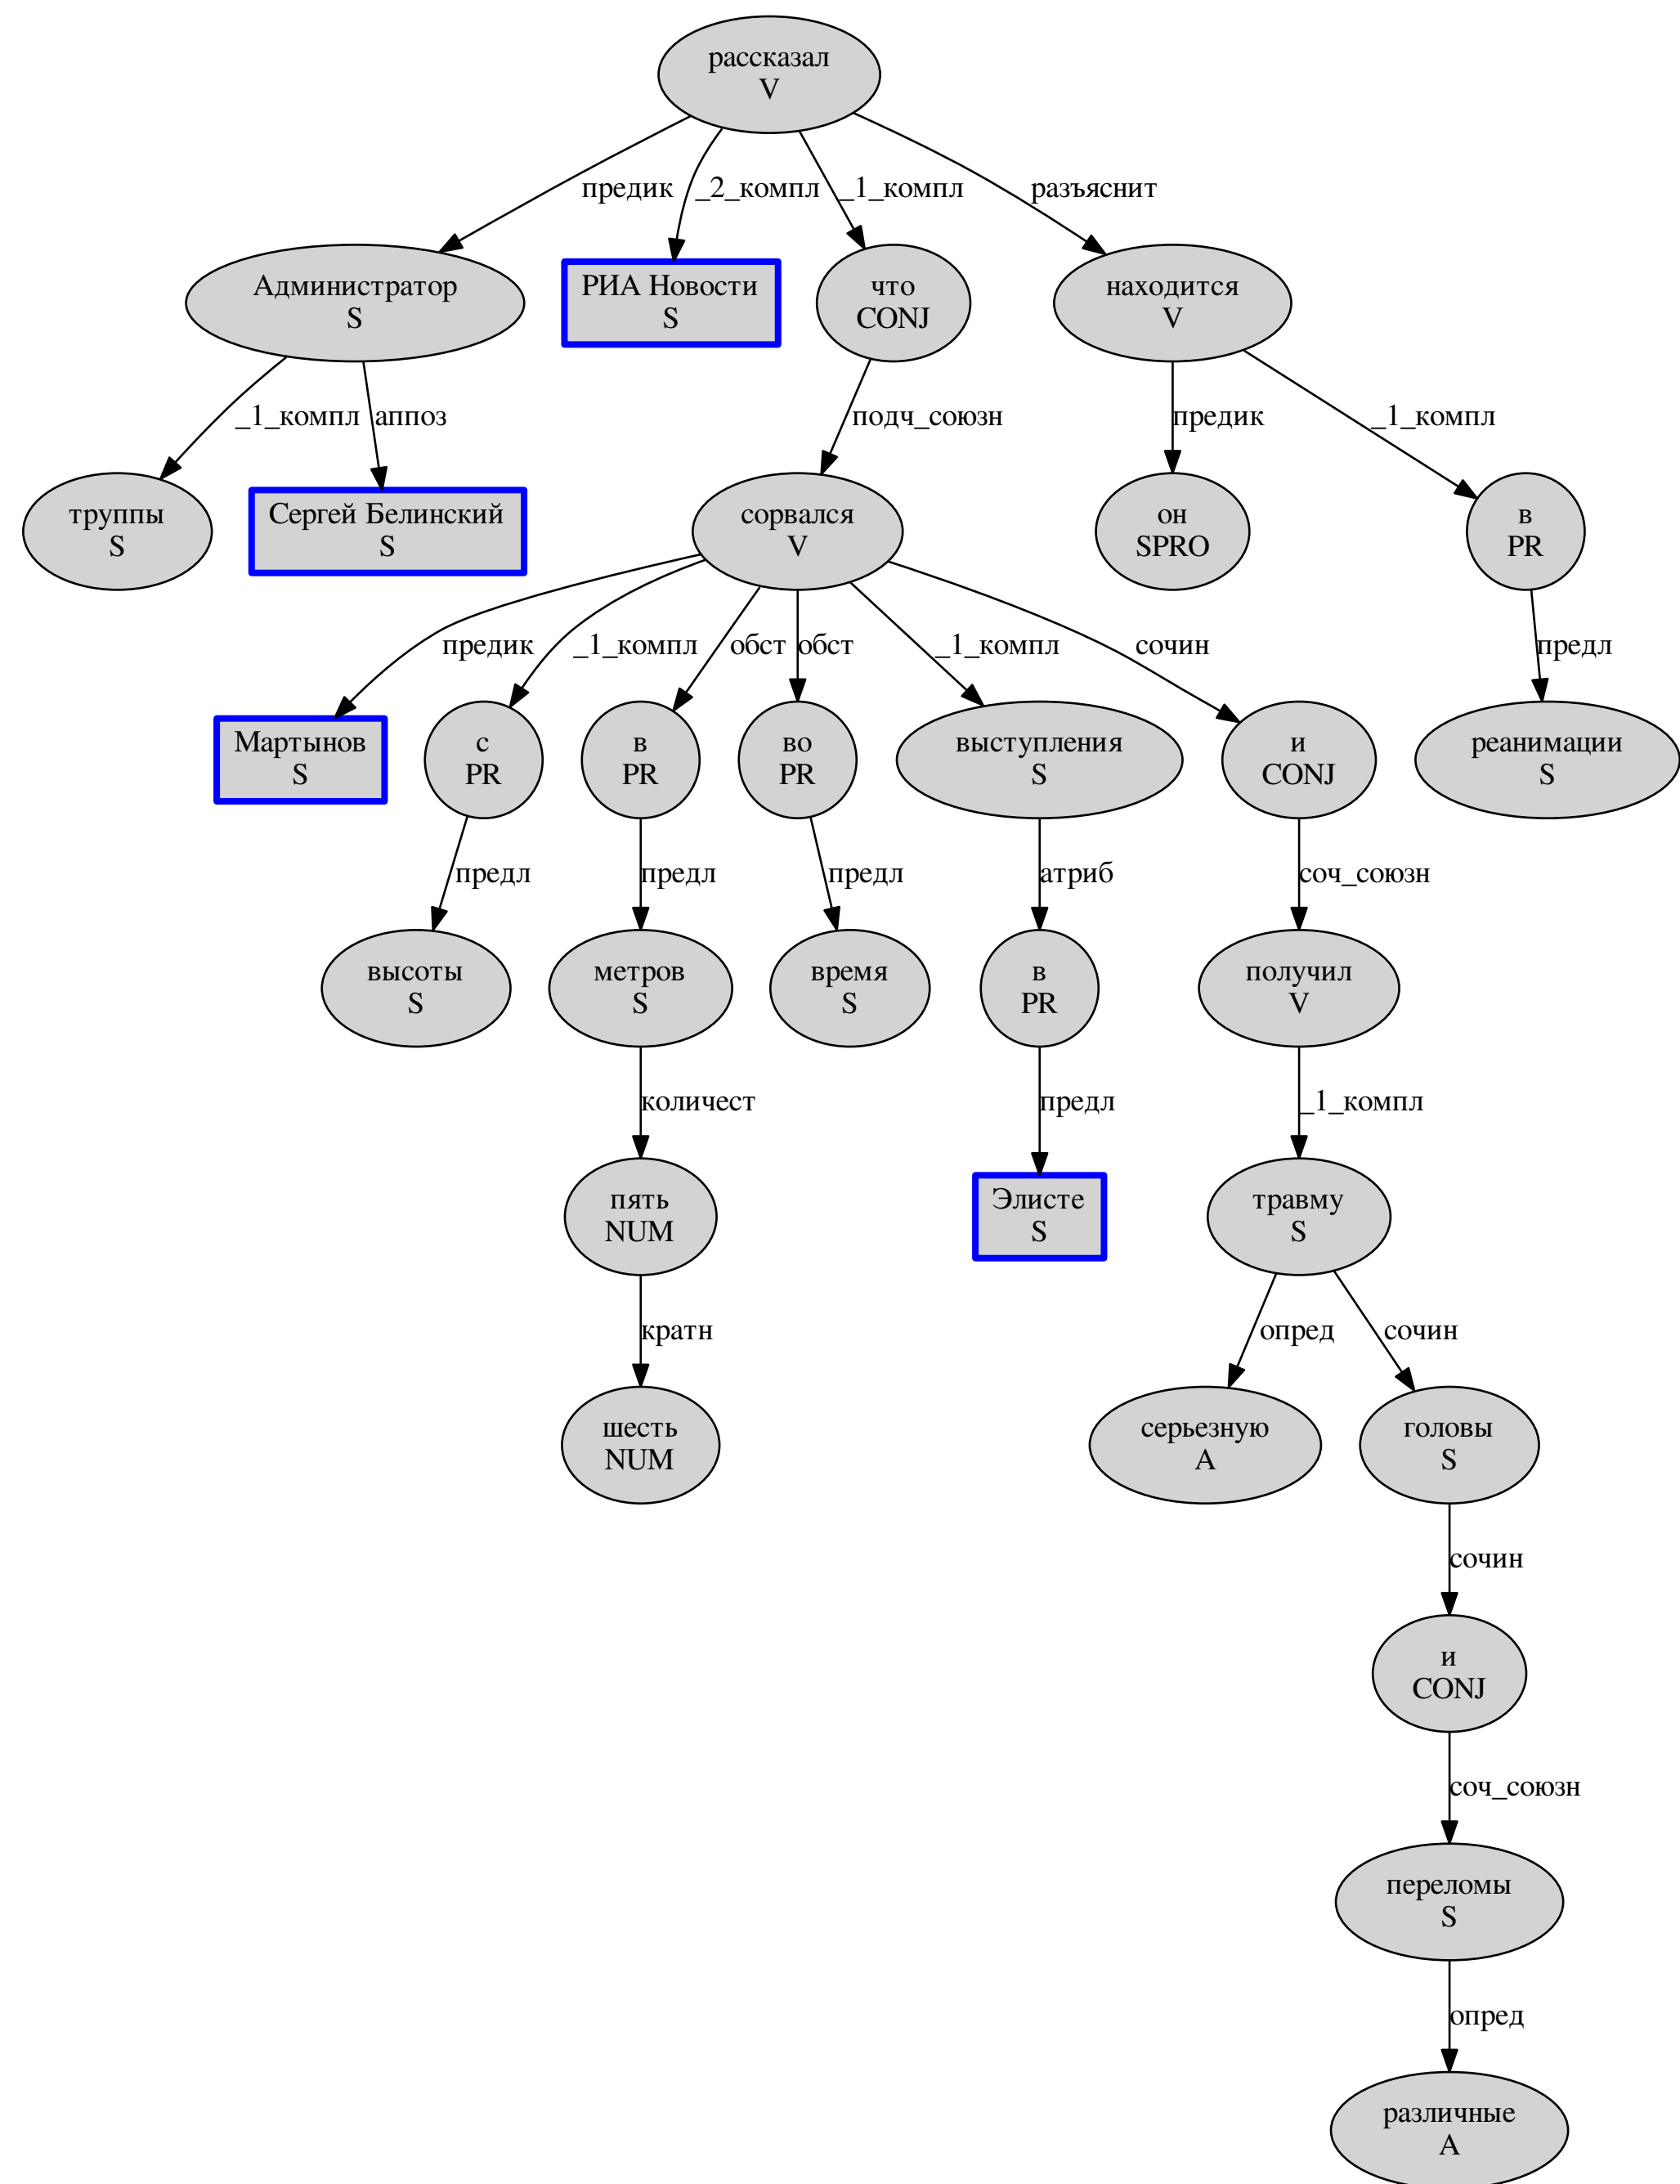 рассказал
V
предик
_2_компл
_1_компл
разъяснит
Администратор
S
РИА Новости
S
что
CONJ
находится
V
_1_компл
аппоз
подч_союзн
предик
_1_компл
труппы
S
Сергей Белинский
S
сорвался
V
он
SPRO
в
PR
предик
_1_компл
обст
обст
_1_компл
сочин
предл
Мартынов
S
с
PR
в
PR
во
PR
выступления
S
и
CONJ
реанимации
S
предл
предл
предл
атриб
соч_союзн
высоты
S
метров
S
время
S
в
PR
получил
V
количест
предл
_1_компл
пять
NUM
Элисте
S
травму
S
кратн
опред
сочин
шесть
NUM
серьезную
A
головы
S
сочин
и
CONJ
соч_союзн
переломы
S
опред
различные
A